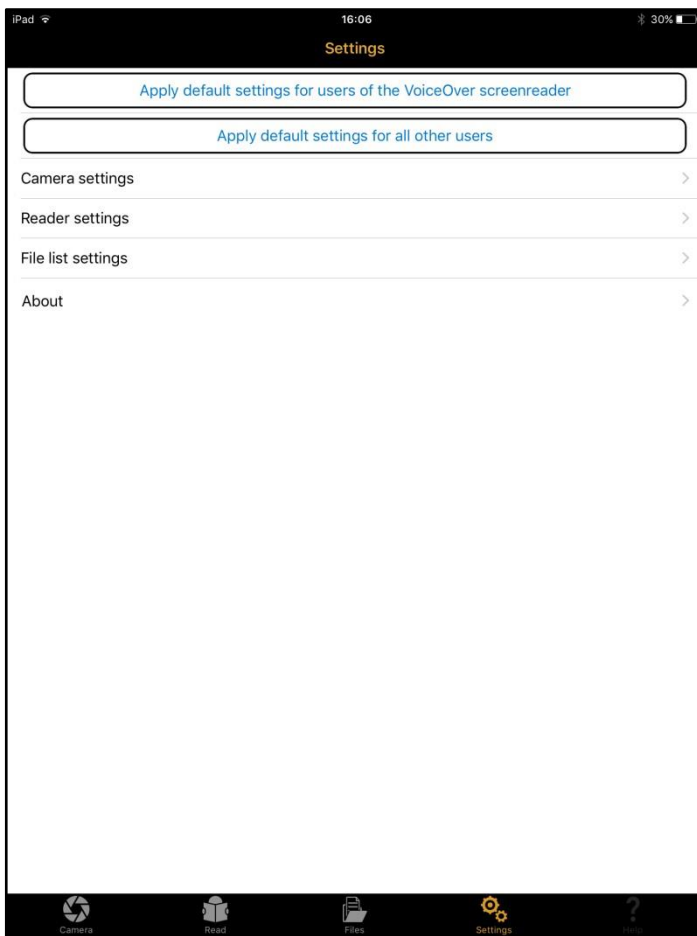 iPad 16:06 30%
Settings
Apply default settings for users of the VoiceOver screenreader
Apply default settings for all other users
Camera settings
Reader settings
File list settings
About
Camera Read Files Settings Help